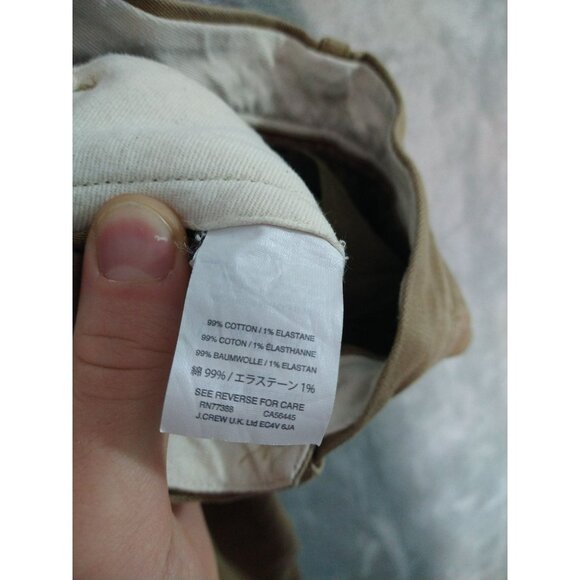 99% COTTON / 1% ELASTANE
99% COTON / 1% ÉLASTHANNE
99% BAUMWOLLE / 1% ELASTAN
綿 99% / エラステーン 1%
SEE REVERSE FOR CARE
RN77388 CA56445
J.CREW U.K. Ltd EC4V 6JA